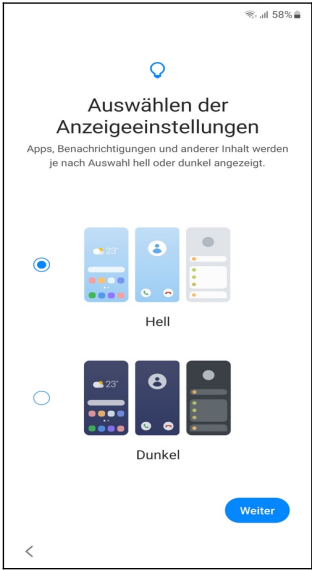 58%
Auswählen der
Anzeigeeinstellungen
Apps, Benachrichtigungen und anderer Inhalt werden
je nach Auswahl hell oder dunkel angezeigt.
23°
Hell
23°
Dunkel
Weiter